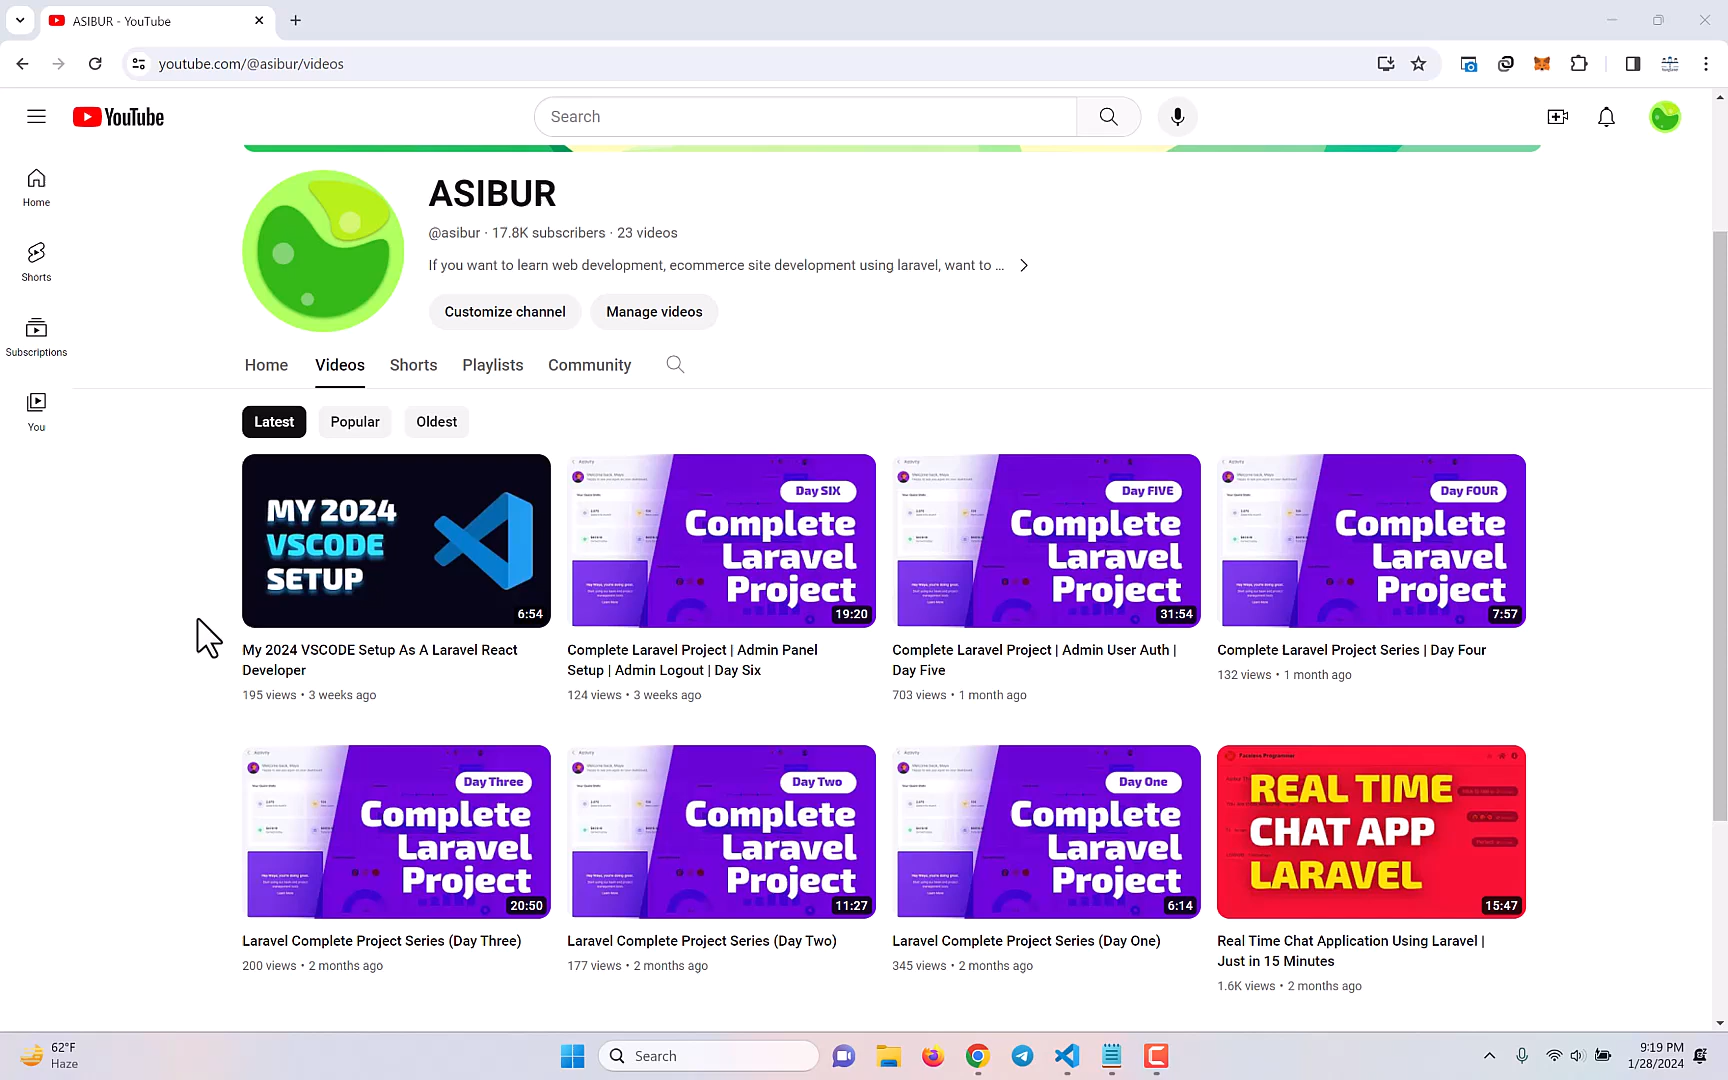 ASIBUR - YouTube
youtube.com/@asibur/videos
YouTube
Search
Home
Shorts
Subscriptions
You
ASIBUR
@asibur · 17.8K subscribers · 23 videos
If you want to learn web development, ecommerce site development using laravel, want to ...
Customize channel
Manage videos
Home
Videos
Shorts
Playlists
Community
Latest
Popular
Oldest
MY 2024
VSCODE
SETUP
6:54
My 2024 VSCODE Setup As A Laravel React
Developer
195 views • 3 weeks ago
Day SIX
Complete
Laravel
Project
19:20
Complete Laravel Project | Admin Panel
Setup | Admin Logout | Day Six
124 views • 3 weeks ago
Day FIVE
Complete
Laravel
Project
31:54
Complete Laravel Project | Admin User Auth |
Day Five
703 views • 1 month ago
Day FOUR
Complete
Laravel
Project
7:57
Complete Laravel Project Series | Day Four
132 views • 1 month ago
Day Three
Complete
Laravel
Project
20:50
Laravel Complete Project Series (Day Three)
200 views • 2 months ago
Day Two
Complete
Laravel
Project
11:27
Laravel Complete Project Series (Day Two)
177 views • 2 months ago
Day One
Complete
Laravel
Project
6:14
Laravel Complete Project Series (Day One)
345 views • 2 months ago
Faceless Programmer
REAL TIME
CHAT APP
LARAVEL
15:47
Real Time Chat Application Using Laravel |
Just in 15 Minutes
1.6K views • 2 months ago
62°F
Haze
Search
9:19 PM
1/28/2024